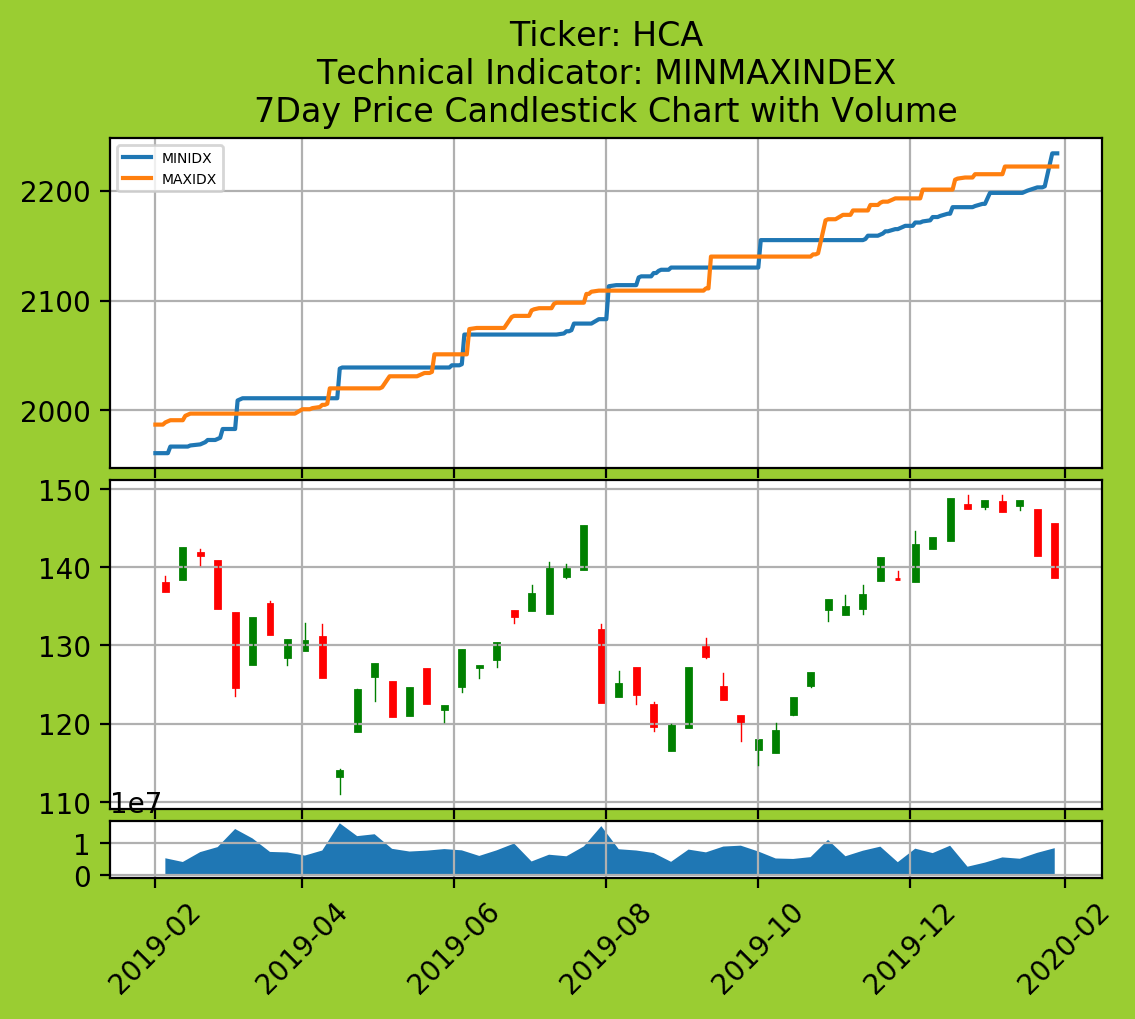 Ticker: HCA
Technical Indicator: MINMAXINDEX
7Day Price Candlestick Chart with Volume
MINIDX
MAXIDX
2200
2100
2000
150
140
130
120
110
1e7
1
0
2019-02
2019-04
2019-06
2019-08
2019-10
2019-12
2020-02